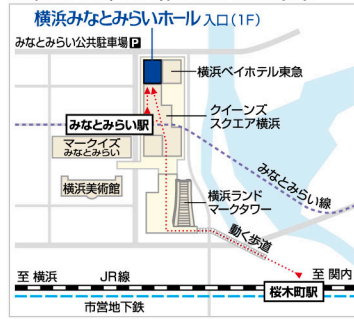 横浜みなとみらいホール 入口(1F)
みなとみらい公共駐車場 P
横浜ベイホテル東急
クイーンズ
スクエア横浜
みなとみらい駅
マークイズ
みなとみらい
みなとみらい線
横浜美術館
横浜ランド
マークタワー
動く歩道
至 横浜
JR線
至 関内
桜木町駅
市営地下鉄